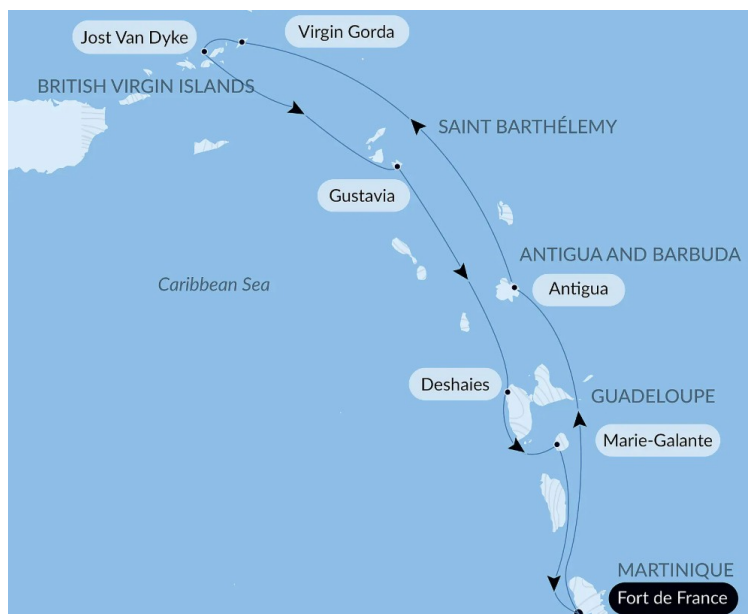 Virgin Gorda
Jost Van Dyke
BRITISH VIRGIN ISLANDS
SAINT BARTHÉLEMY
Gustavia
ANTIGUA AND BARBUDA
Caribbean Sea
Antigua
Deshaies
GUADELOUPE
Marie-Galante
MARTINIQUE
Fort de France